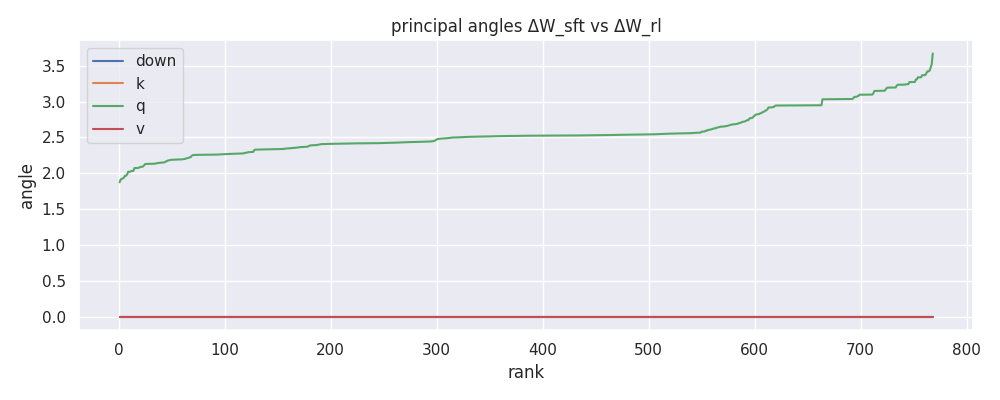 principal angles ΔW_sft vs ΔW_rl
down
k
q
v
angle
3.5
3.0
2.5
2.0
1.5
1.0
0.5
0.0
0 100 200 300 400 500 600 700 800
rank